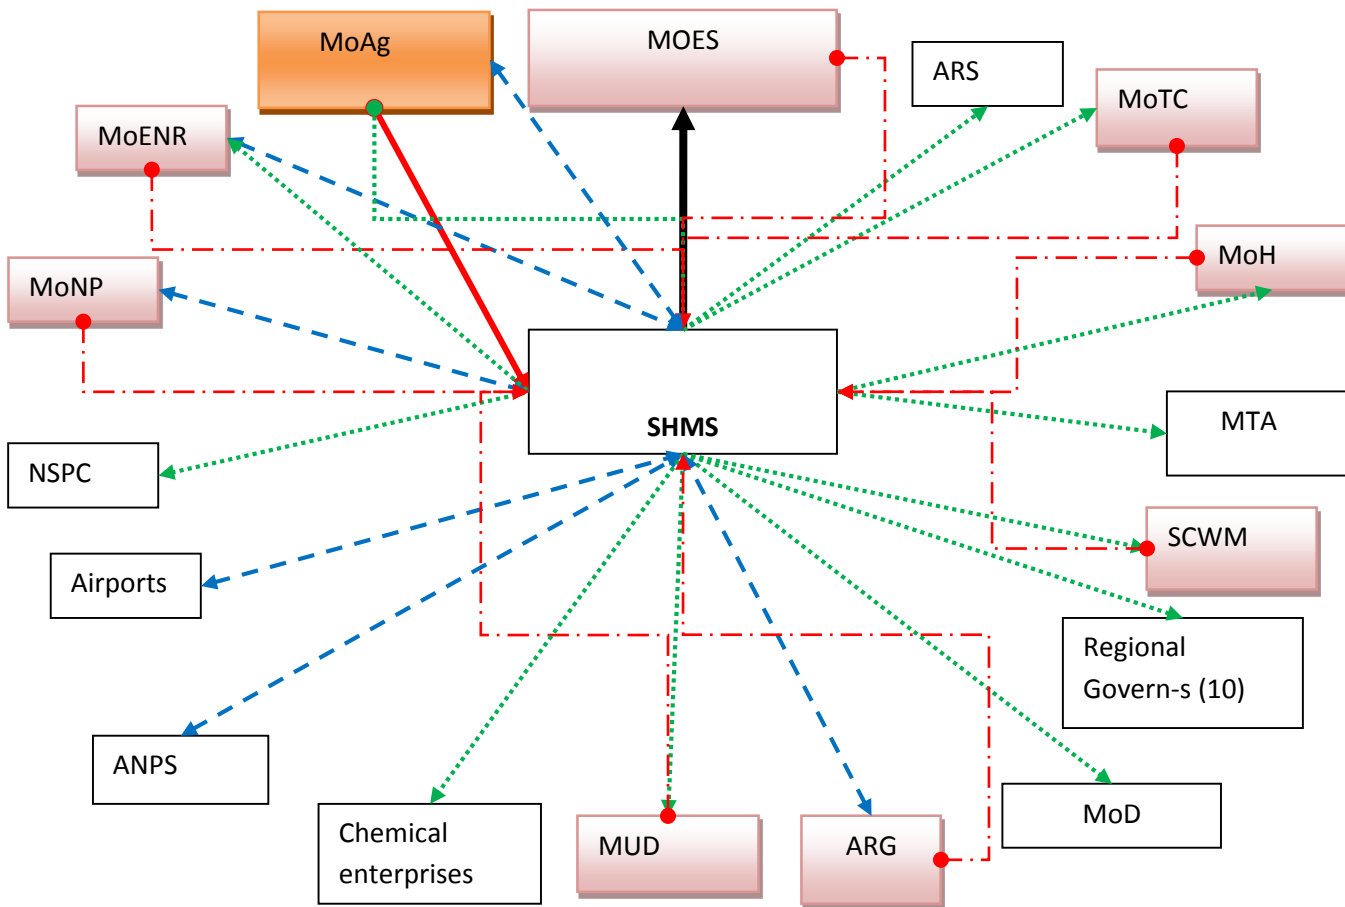 MoAg
MOES
ARS
MoTC
MoENR
MoH
MoNP
SHMS
MTA
NSPC
SCWM
Airports
Regional
Govern-s (10)
ANPS
MoD
Chemical
enterprises
MUD
ARG